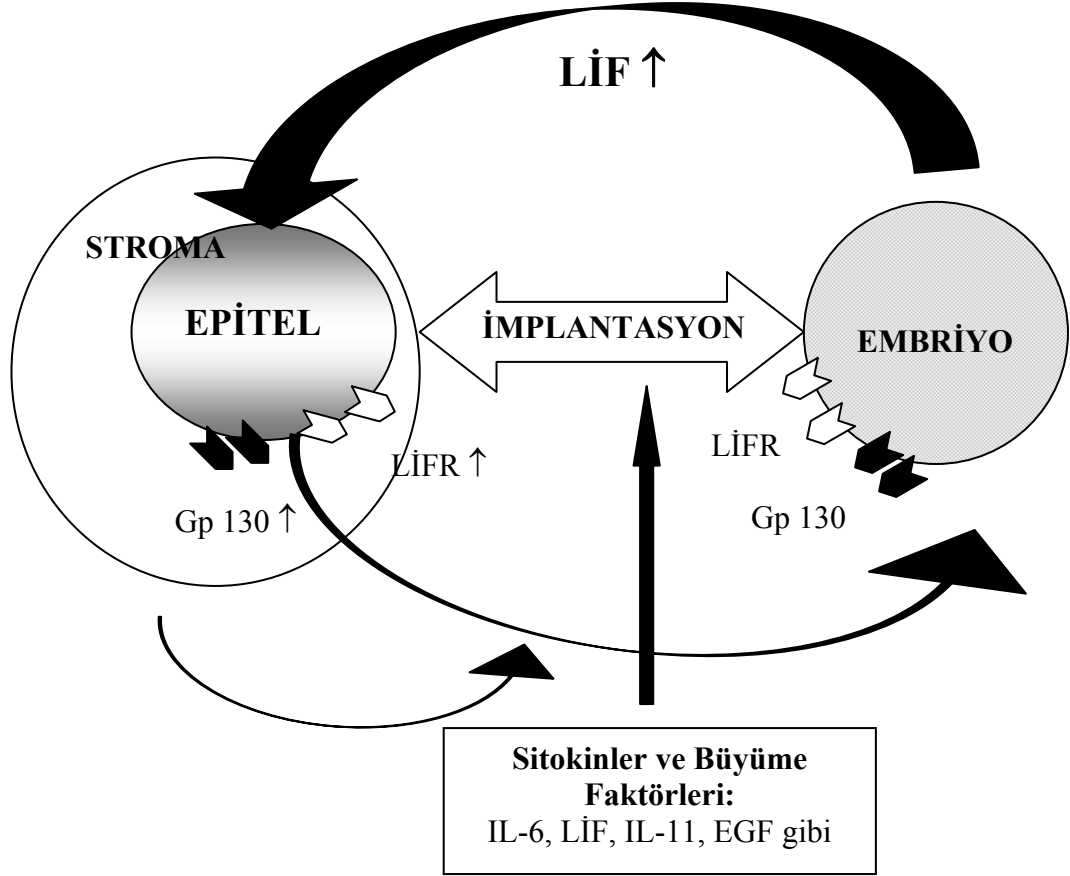 LİF ↑
STROMA
EPİTEL
İMPLANTASYON
EMBRİYO
LİFR ↑
LİFR
Gp 130 ↑
Gp 130
Sitokinler ve Büyüme
Faktörleri:
IL-6, LİF, IL-11, EGF gibi